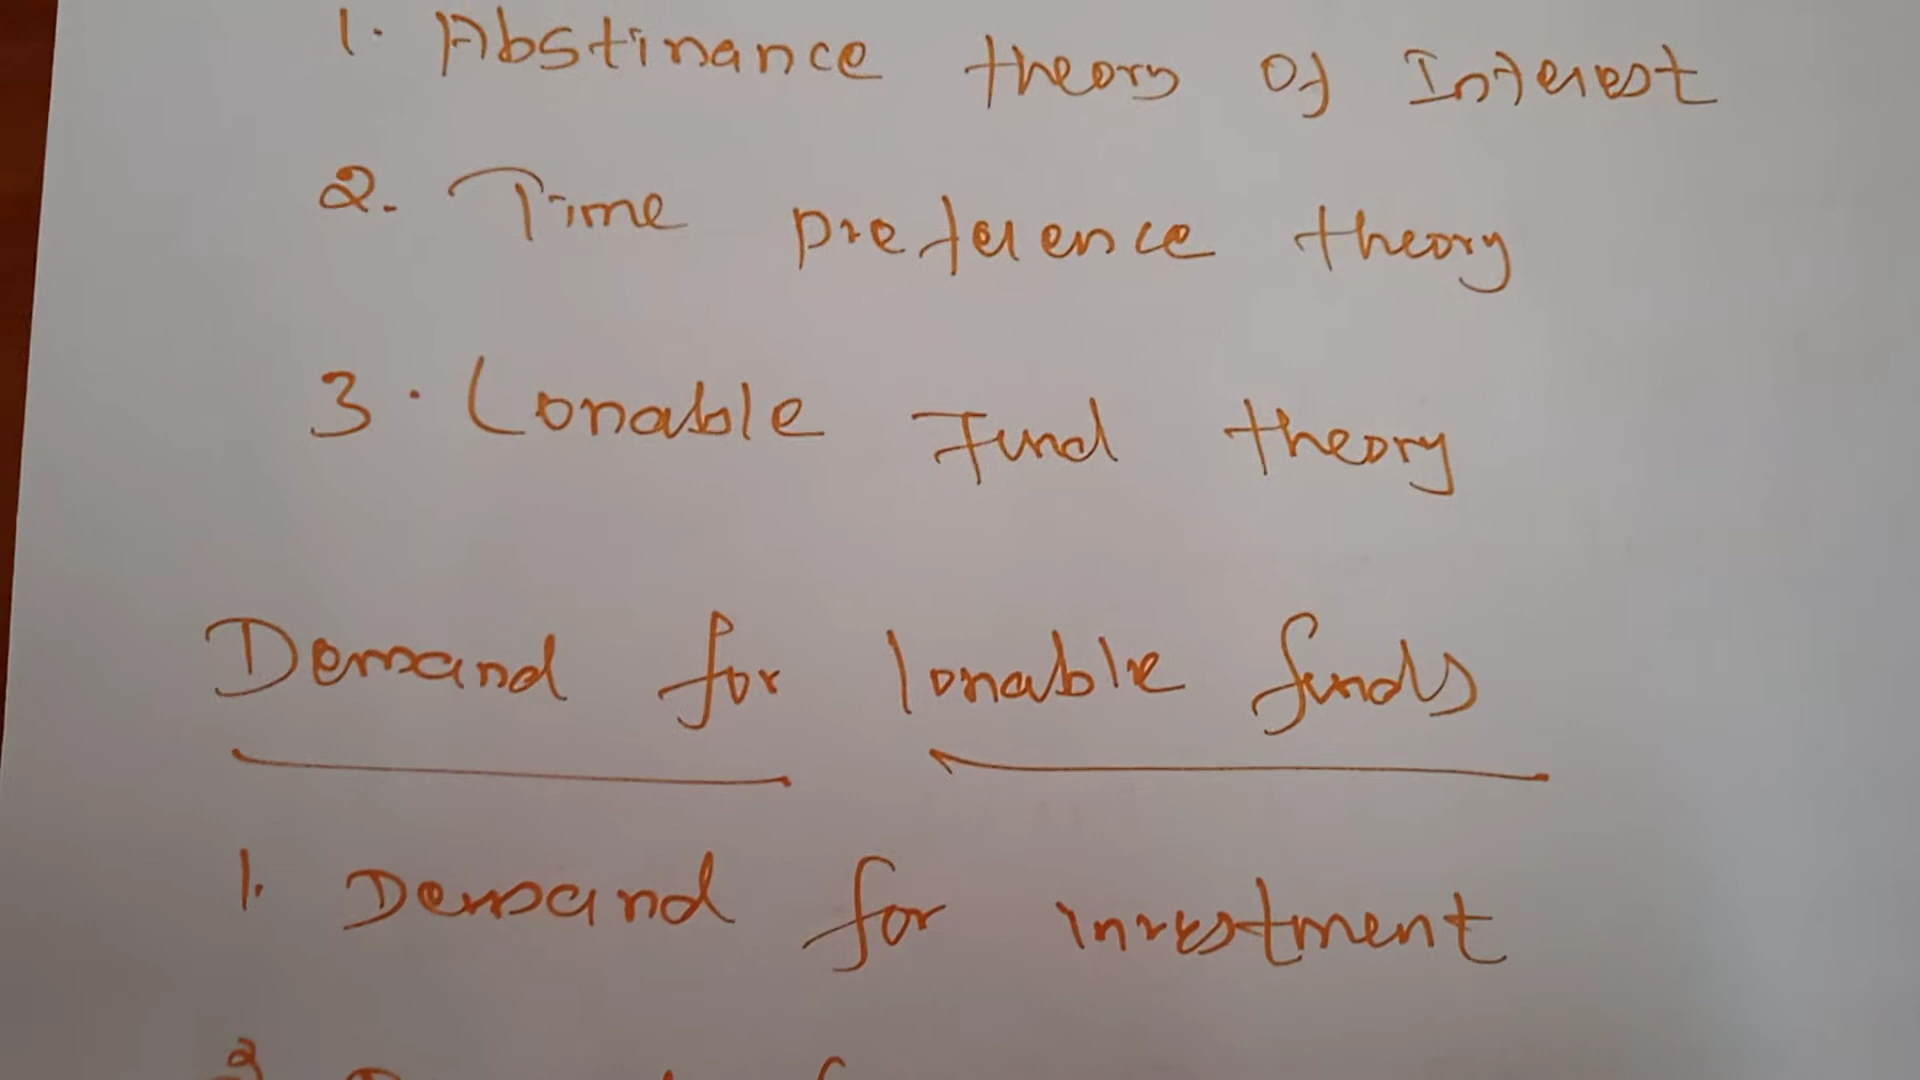 1. Abstinance theory of Interest
2. Time preference theory
3. Lonable Fund theory
Demand for lonable funds
1. Demand for investment
2